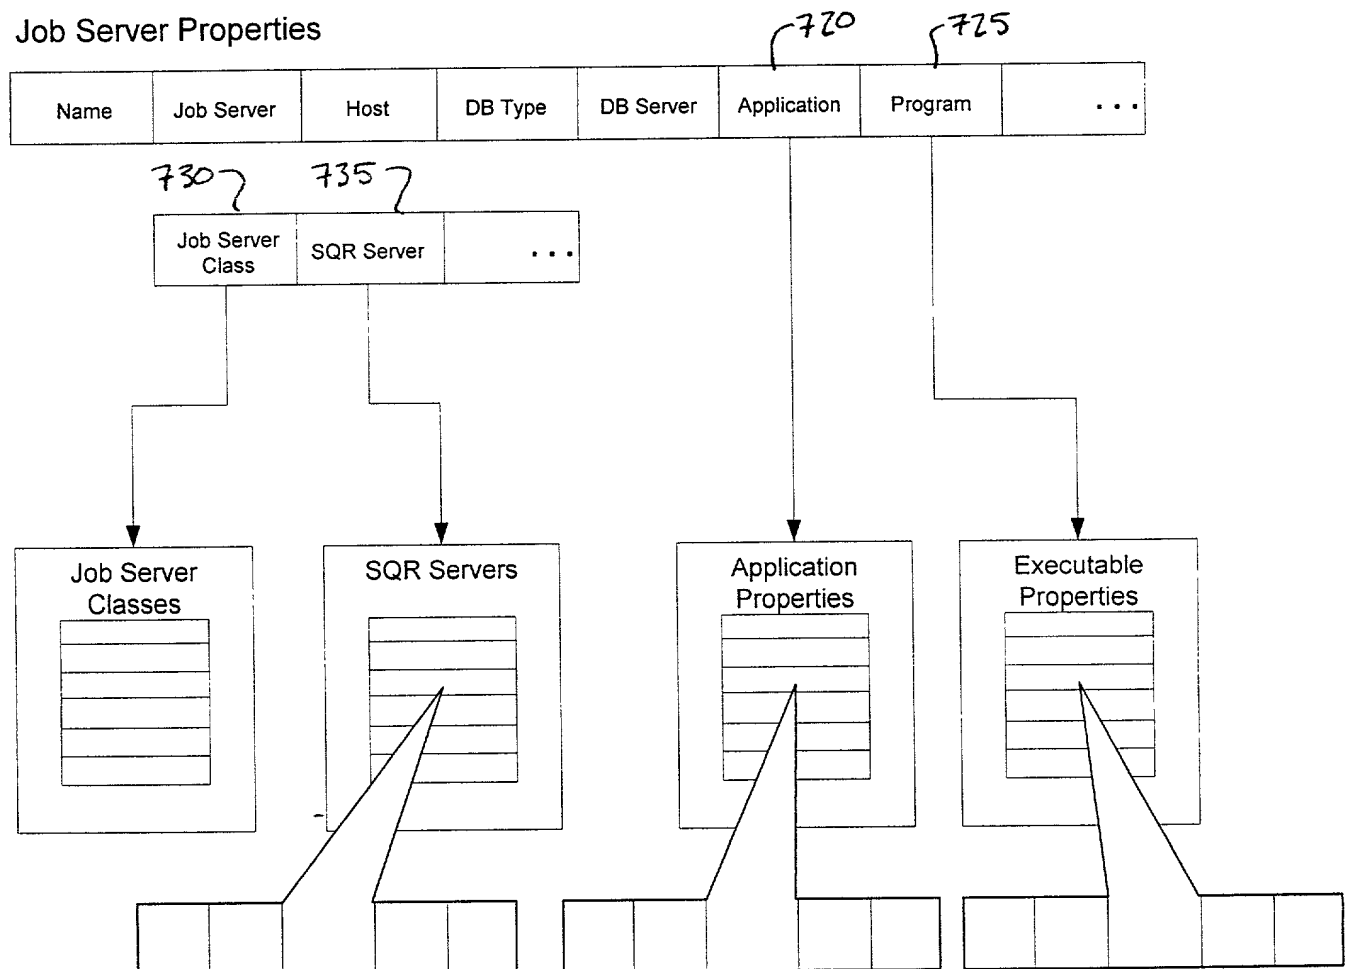 Job Server Properties
720
725
Name
Job Server
Host
DB Type
DB Server
Application
Program
...
730
735
Job Server
Class
SQR Server
...
Job Server
Classes
SQR Servers
Application
Properties
Executable
Properties